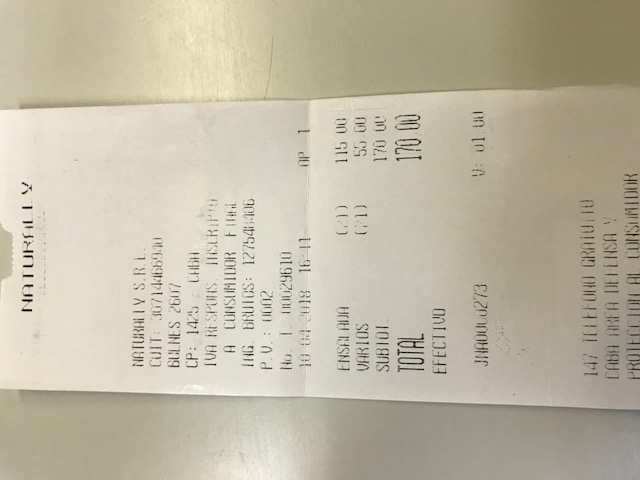 NATURALLY
NATURALLY S.R.L.
CUIT: 30714466940
BULNES 2607
CP: 1425 CABA
IVA RESPONS. INSCRIPTO
A CONSUMIDOR FINAL
ING. BRUTOS: 127548406
P.V.: 0002
No. T. 00029610
10-04-2018 16:11 OP 1
ENSALADA (21) 115.00
VARIOS (21) 55.00
SUBTOT. 170.00
TOTAL 170.00
EFECTIVO
JNA0000273 V: 01.00
147 TELEFONO GRATUITO
CABA AREA DEFENSA Y
PROTECCION AL CONSUMIDOR